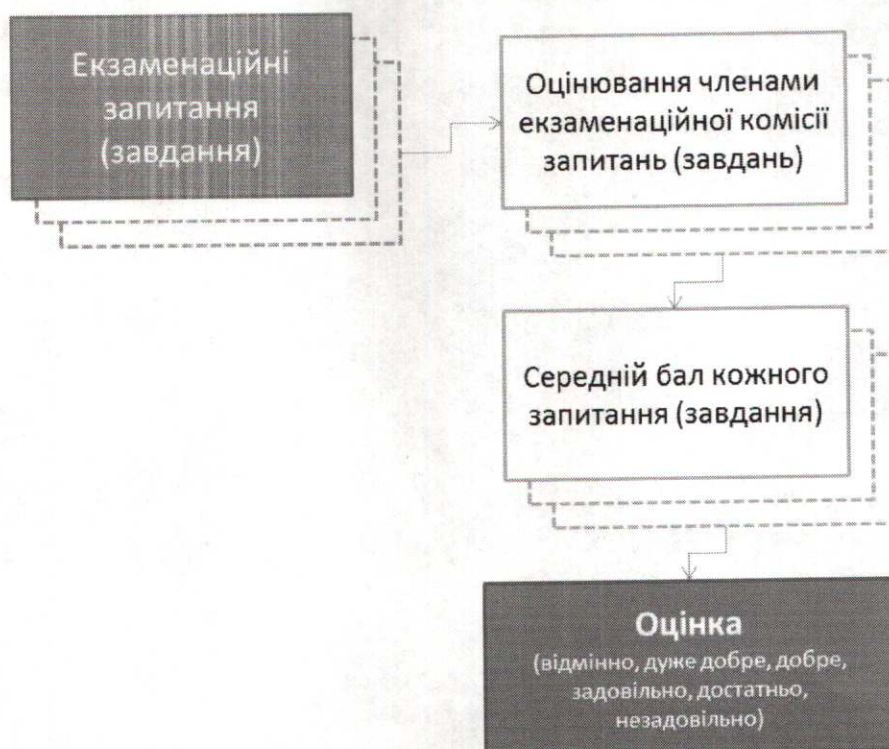 Екзаменаційні
запитання
(завдання)
Оцінювання членами
екзаменаційної комісії
запитань (завдань)
Середній бал кожного
запитання (завдання)
Оцінка
(відмінно, дуже добре, добре,
задовільно, достатньо,
незадовільно)